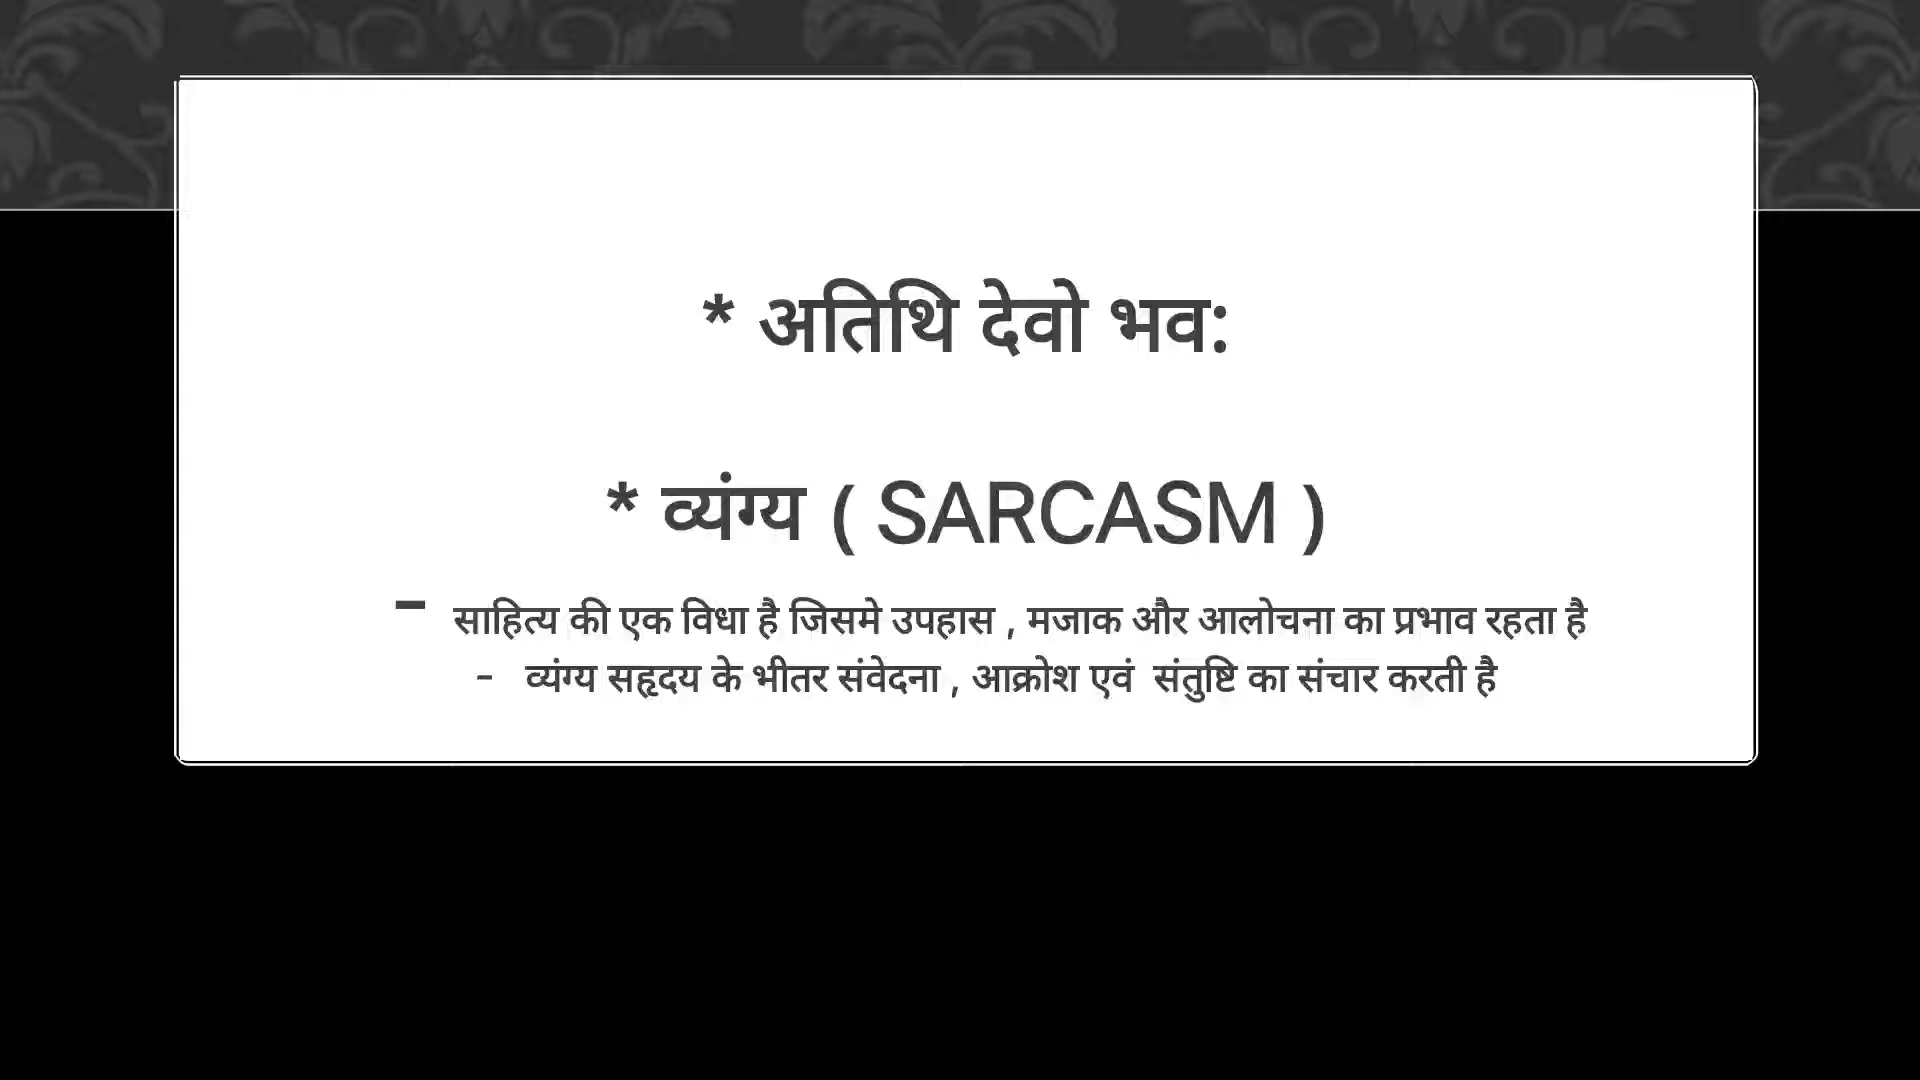 * अतिथि देवो भव:
* व्यंग्य ( SARCASM )
- साहित्य की एक विधा है जिसमे उपहास , मजाक और आलोचना का प्रभाव रहता है
- व्यंग्य सहृदय के भीतर संवेदना , आक्रोश एवं संतुष्टि का संचार करती है